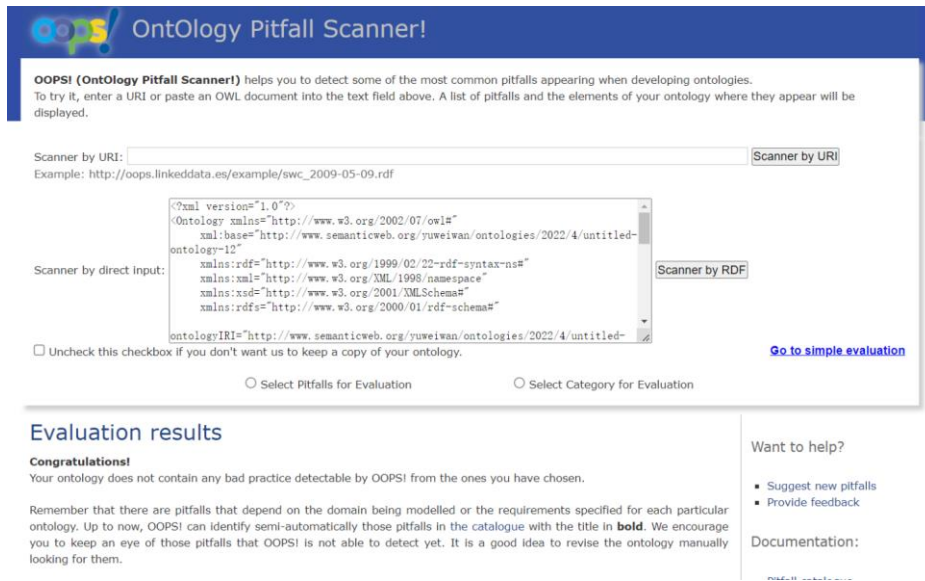 oops! OntOlogy Pitfall Scanner!
OOPS! (OntOlogy Pitfall Scanner!) helps you to detect some of the most common pitfalls appearing when developing ontologies.
To try it, enter a URI or paste an OWL document into the text field above. A list of pitfalls and the elements of your ontology where they appear will be
displayed.
Scanner by URI: Scanner by URI
Example: http://oops.linkeddata.es/example/swc_2009-05-09.rdf
Scanner by direct input:
<?xml version="1.0"?>
<Ontology xmlns="http://www.w3.org/2002/07/owl#"
xml:base="http://www.semanticweb.org/yuweiwan/ontologies/2022/4/untitled-
ontology-12"
xmlns:rdf="http://www.w3.org/1999/02/22-rdf-syntax-ns#"
xmlns:xml="http://www.w3.org/XML/1998/namespace"
xmlns:xsd="http://www.w3.org/2001/XMLSchema#"
xmlns:rdfs="http://www.w3.org/2000/01/rdf-schema#"
ontologyIRI="http://www.semanticweb.org/yuweiwan/ontologies/2022/4/untitled-
Scanner by RDF
Uncheck this checkbox if you don't want us to keep a copy of your ontology.
Go to simple evaluation
Select Pitfalls for Evaluation Select Category for Evaluation
Evaluation results
Congratulations!
Your ontology does not contain any bad practice detectable by OOPS! from the ones you have chosen.
Remember that there are pitfalls that depend on the domain being modelled or the requirements specified for each particular
ontology. Up to now, OOPS! can identify semi-automatically those pitfalls in the catalogue with the title in bold. We encourage
you to keep an eye of those pitfalls that OOPS! is not able to detect yet. It is a good idea to revise the ontology manually
looking for them.
Want to help?
Suggest new pitfalls
Provide feedback
Documentation: